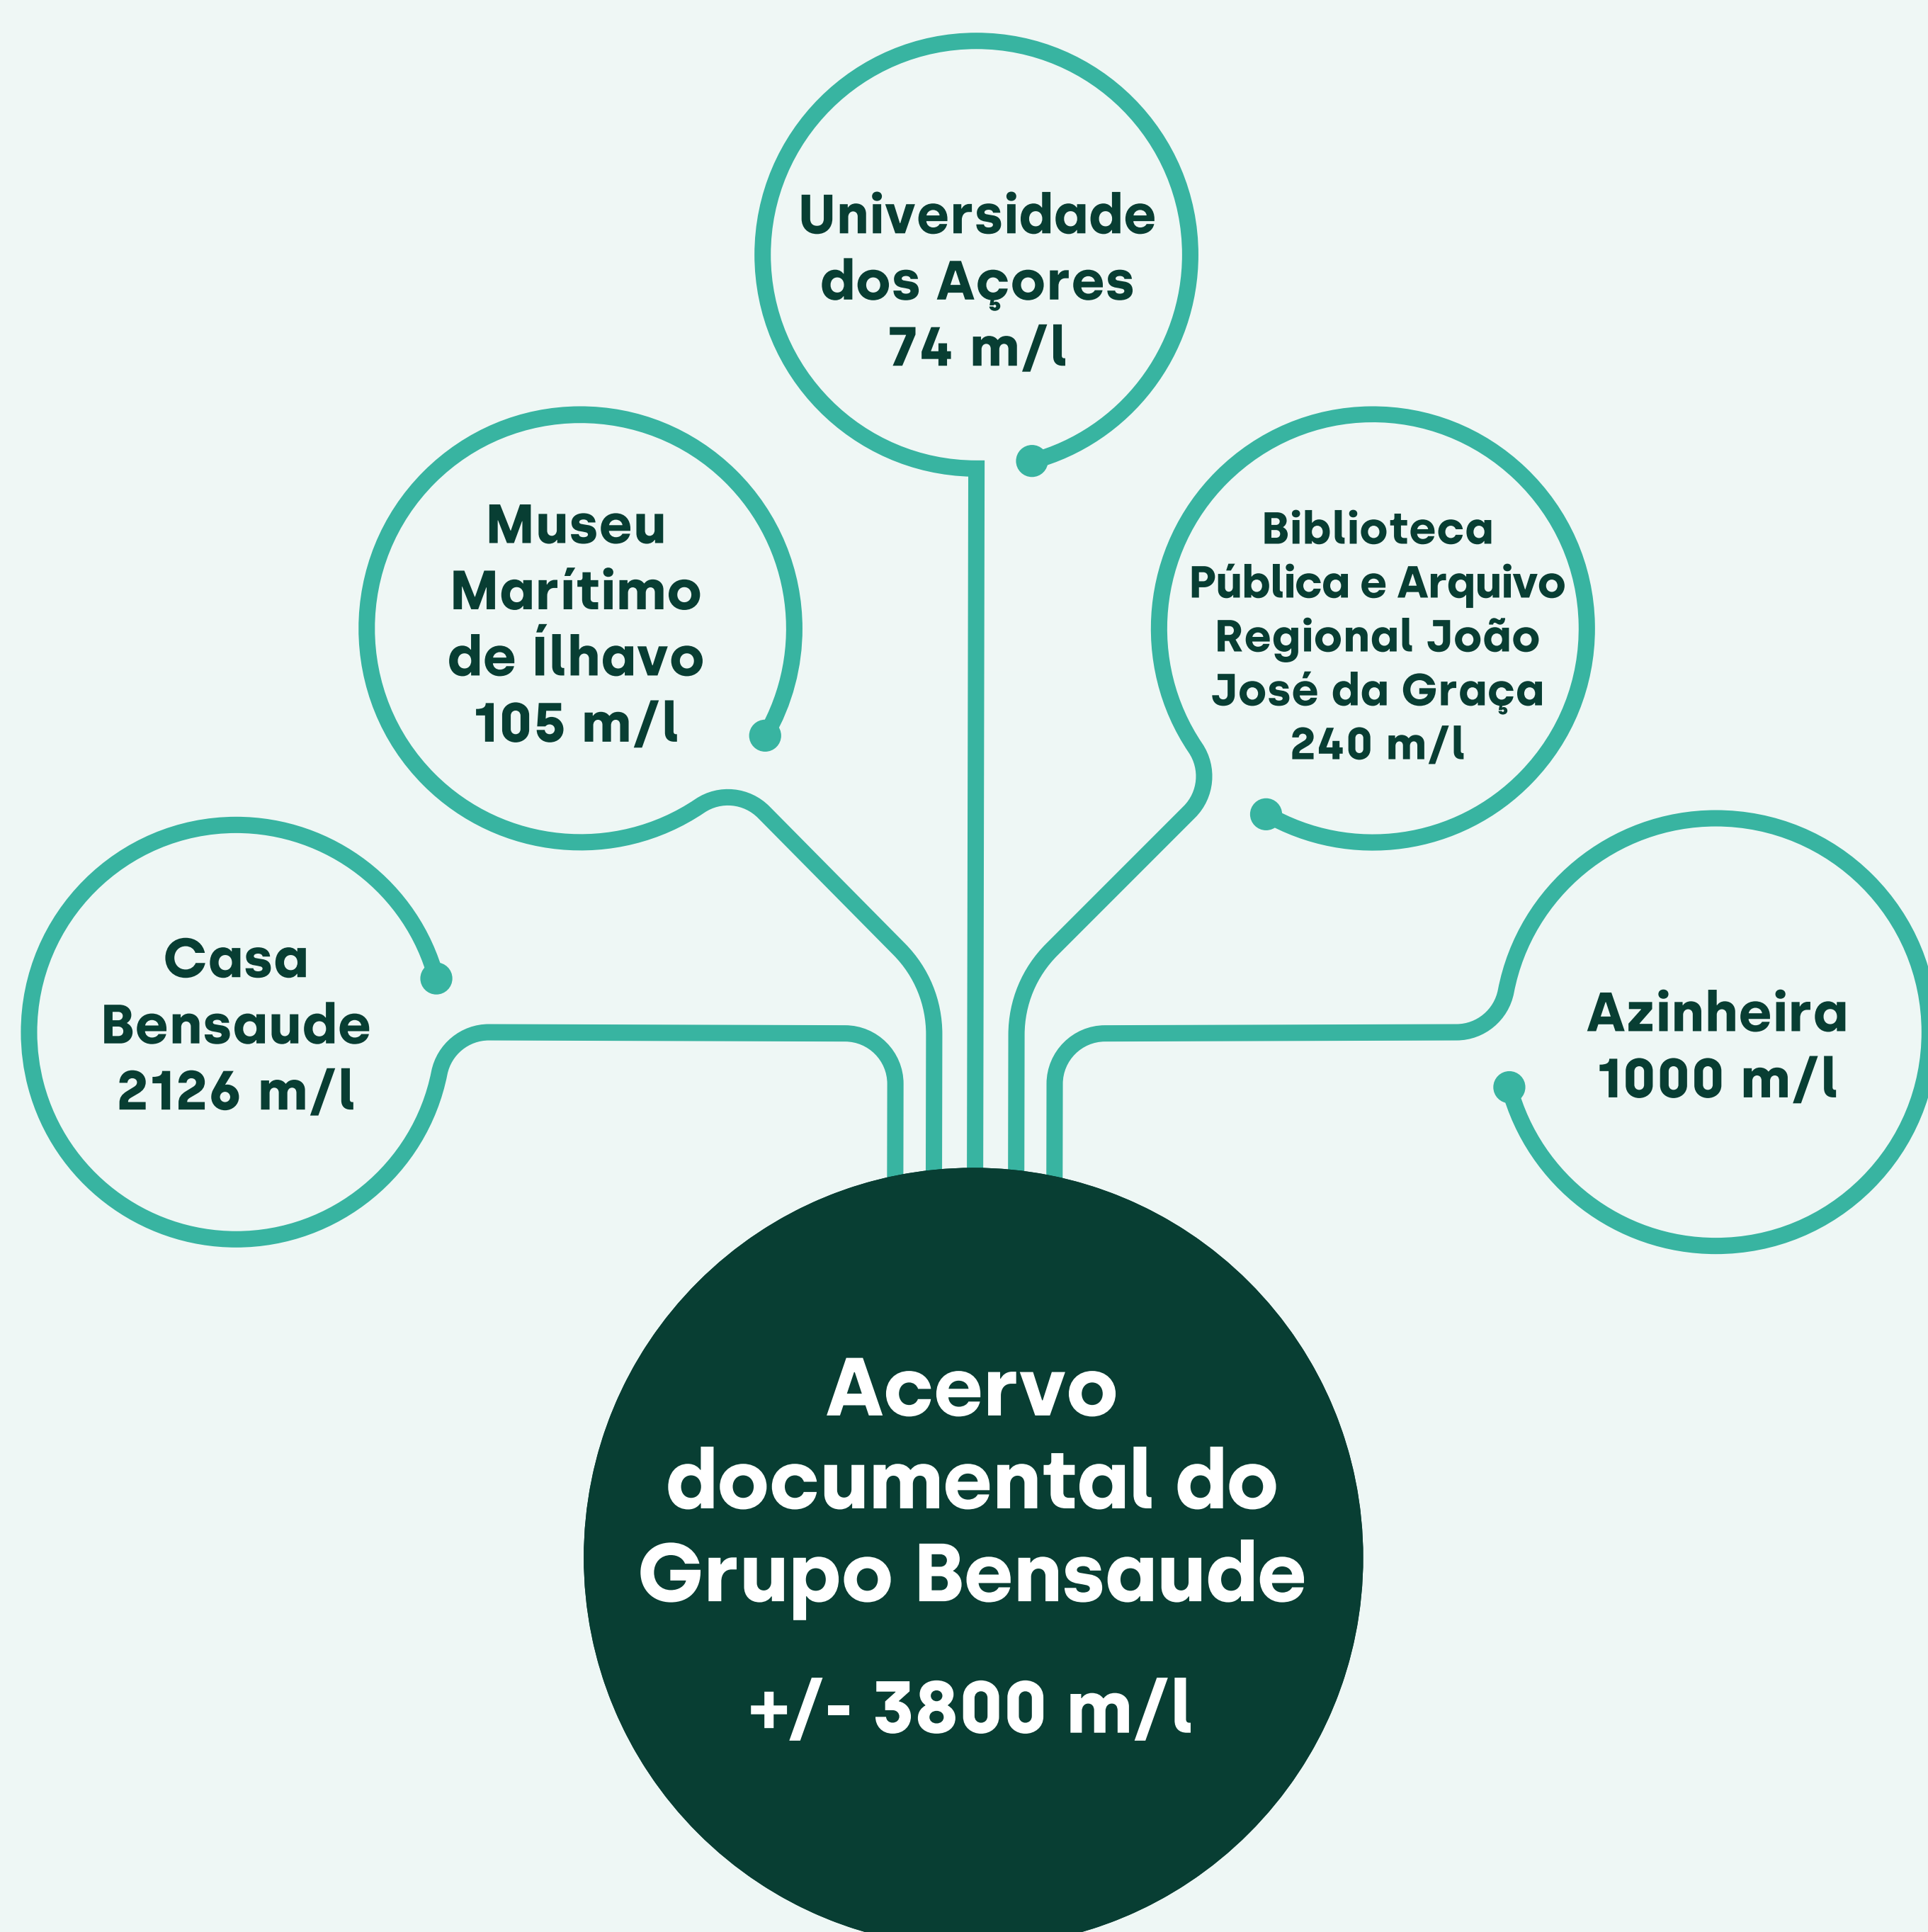 Universidade
dos Açores
74 m/l
Museu
Marítimo
de Ílhavo
105 m/l
Biblioteca
Pública e Arquivo
Regional João
José da Graça
240 m/l
Casa
Bensaude
2126 m/l
Azinheira
1000 m/l
Acervo
documental do
Grupo Bensaude
+/- 3800 m/l